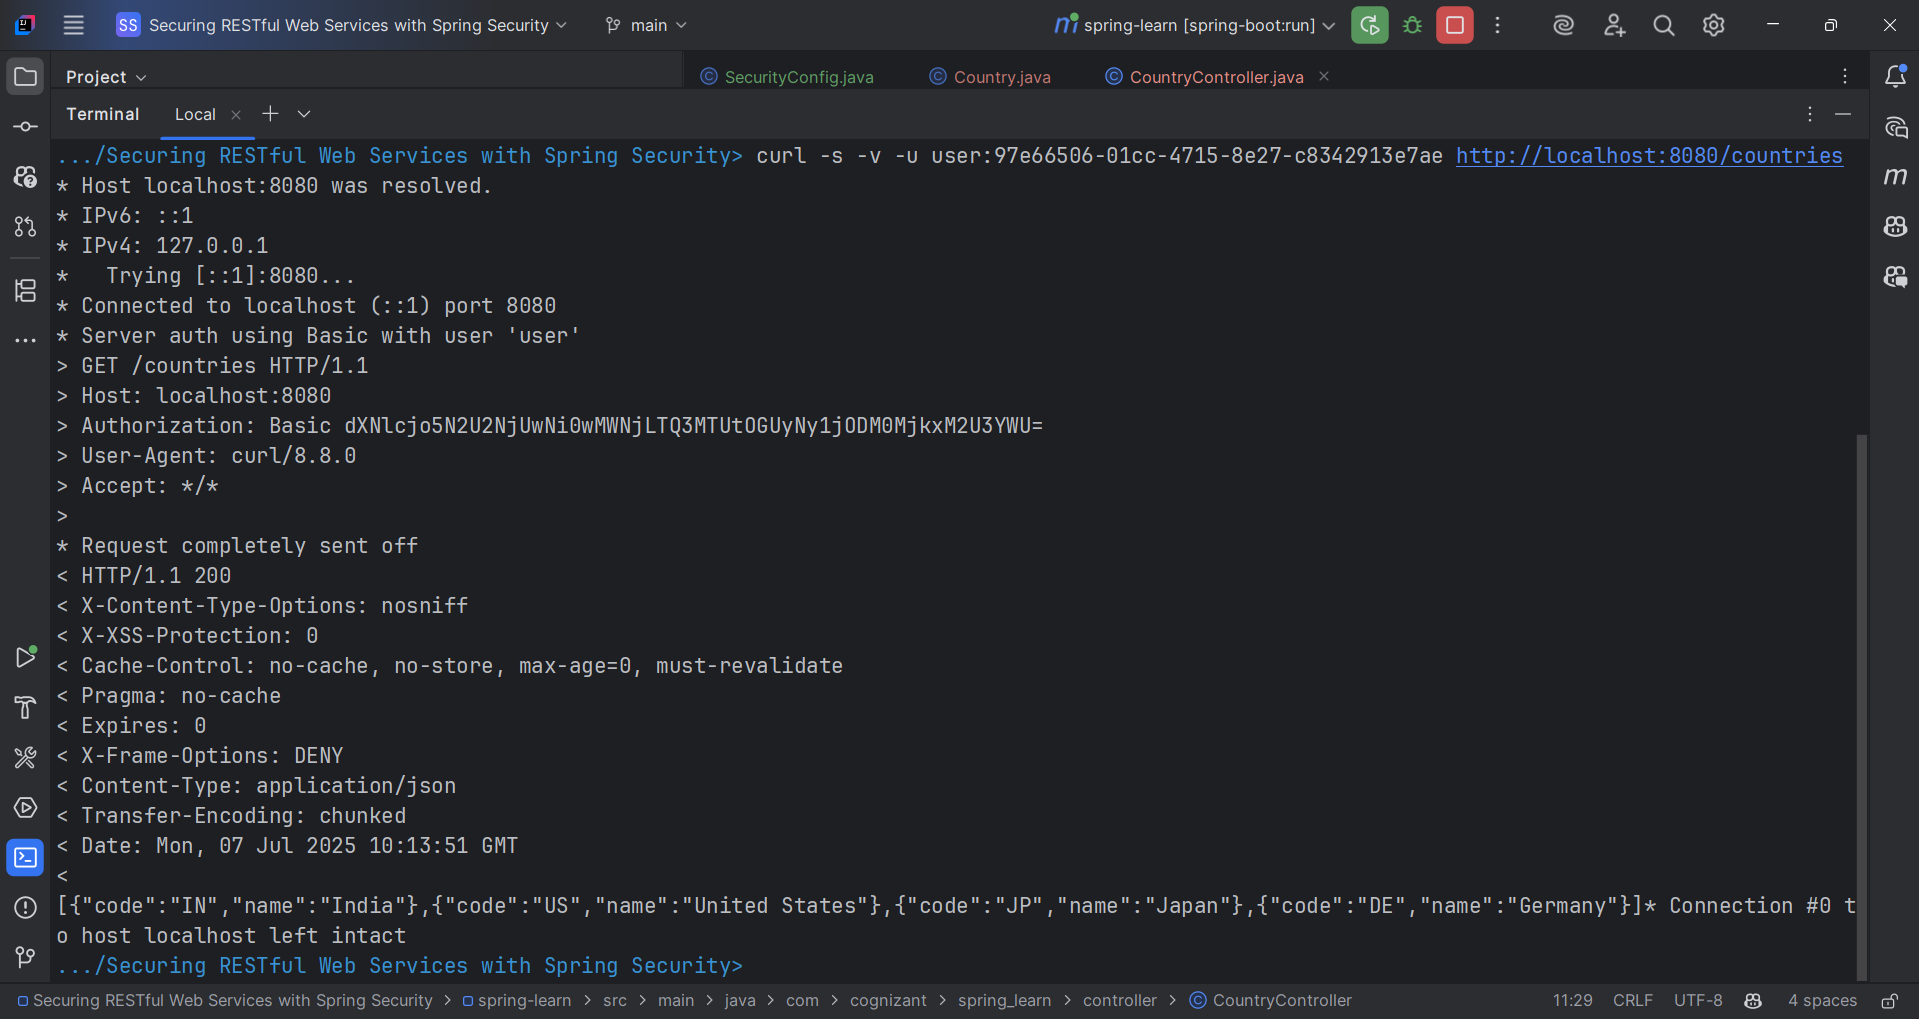 SS Securing RESTful Web Services with Spring Security main spring-learn [spring-boot:run]
Project SecurityConfig.java Country.java CountryController.java
Terminal Local
.../Securing RESTful Web Services with Spring Security> curl -s -v -u user:97e66506-01cc-4715-8e27-c8342913e7ae http://localhost:8080/countries
* Host localhost:8080 was resolved.
* IPv6: ::1
* IPv4: 127.0.0.1
*   Trying [::1]:8080...
* Connected to localhost (::1) port 8080
* Server auth using Basic with user 'user'
> GET /countries HTTP/1.1
> Host: localhost:8080
> Authorization: Basic dXNlcjo5N2U2NjUwNi0wMWNjLTQ3MTUtOGUyNy1jODM0MjkxM2U3YWU=
> User-Agent: curl/8.8.0
> Accept: */*
>
* Request completely sent off
< HTTP/1.1 200
< X-Content-Type-Options: nosniff
< X-XSS-Protection: 0
< Cache-Control: no-cache, no-store, max-age=0, must-revalidate
< Pragma: no-cache
< Expires: 0
< X-Frame-Options: DENY
< Content-Type: application/json
< Transfer-Encoding: chunked
< Date: Mon, 07 Jul 2025 10:13:51 GMT
<
[{"code":"IN","name":"India"},{"code":"US","name":"United States"},{"code":"JP","name":"Japan"},{"code":"DE","name":"Germany"}]* Connection #0 t
o host localhost left intact
.../Securing RESTful Web Services with Spring Security>
Securing RESTful Web Services with Spring Security > spring-learn > src > main > java > com > cognizant > spring_learn > controller > CountryController 11:29 CRLF UTF-8 4 spaces